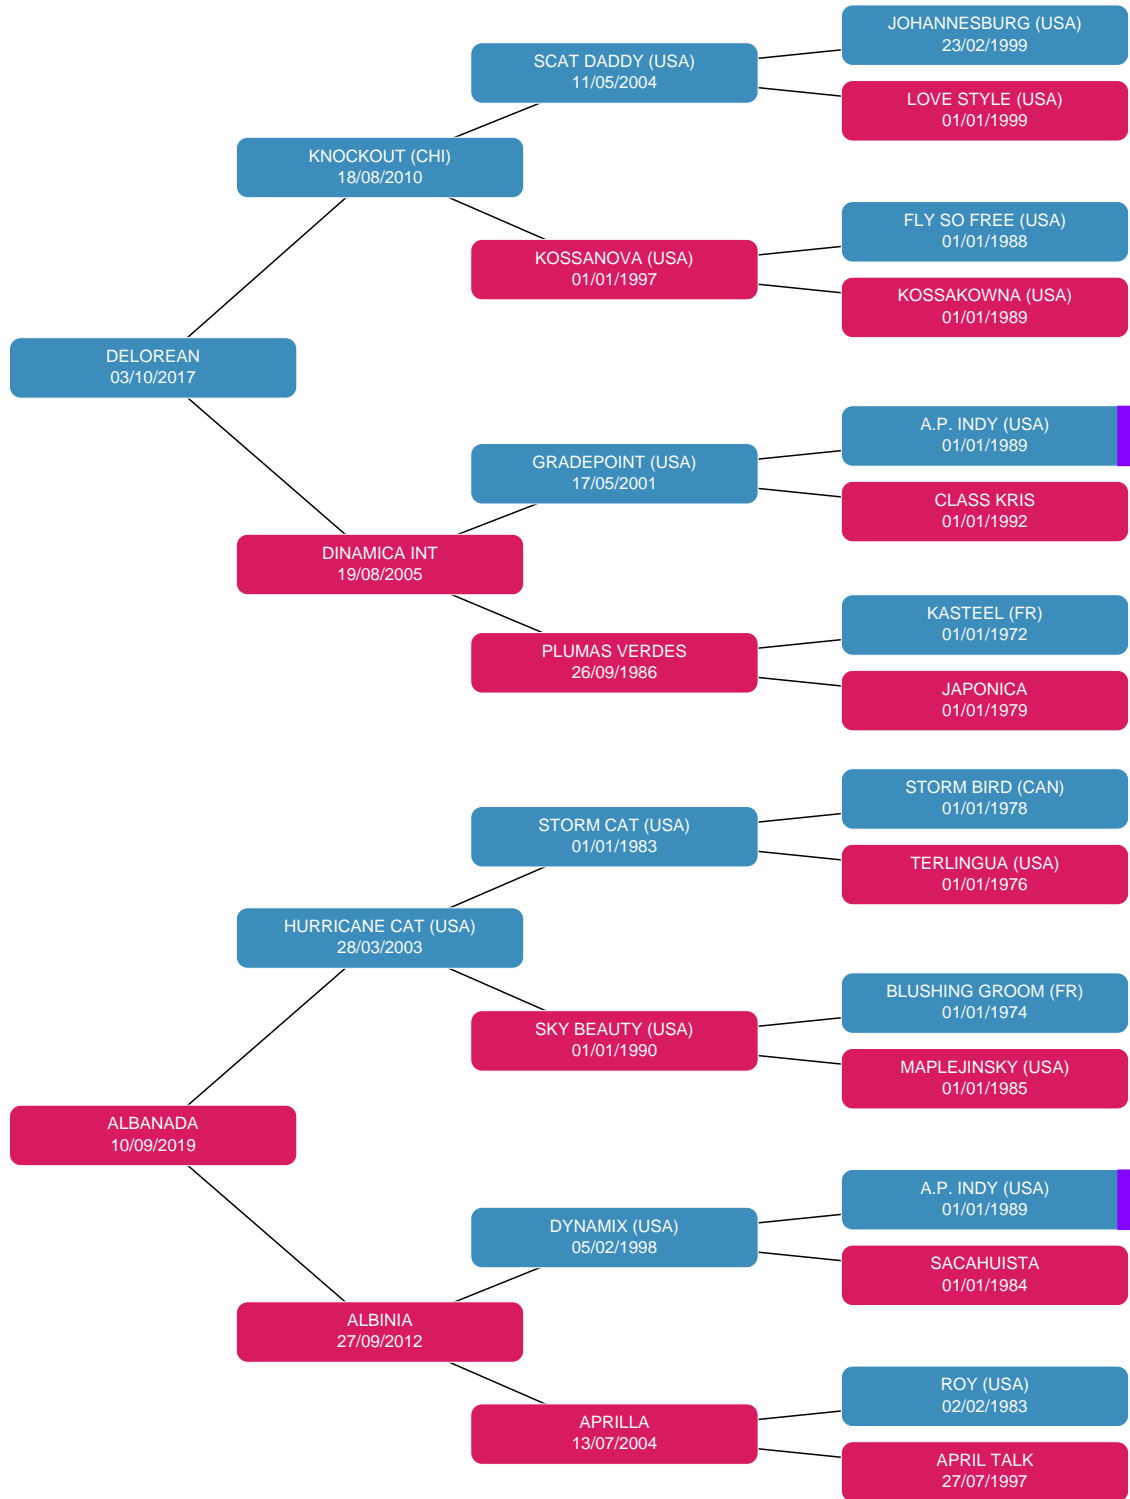 JOHANNESBURG (USA)
23/02/1999
SCAT DADDY (USA)
11/05/2004
LOVE STYLE (USA)
01/01/1999
KNOCKOUT (CHI)
18/08/2010
FLY SO FREE (USA)
01/01/1988
KOSSANOVA (USA)
01/01/1997
KOSSAKOWNA (USA)
01/01/1989
DELOREAN
03/10/2017
A.P. INDY (USA)
01/01/1989
GRADEPOINT (USA)
17/05/2001
CLASS KRIS
01/01/1992
DINAMICA INT
19/08/2005
KASTEEL (FR)
01/01/1972
PLUMAS VERDES
26/09/1986
JAPONICA
01/01/1979
STORM BIRD (CAN)
01/01/1978
STORM CAT (USA)
01/01/1983
TERLINGUA (USA)
01/01/1976
HURRICANE CAT (USA)
28/03/2003
BLUSHING GROOM (FR)
01/01/1974
SKY BEAUTY (USA)
01/01/1990
MAPLEJINSKY (USA)
01/01/1985
ALBANADA
10/09/2019
A.P. INDY (USA)
01/01/1989
DYNAMIX (USA)
05/02/1998
SACAHUISTA
01/01/1984
ALBINIA
27/09/2012
ROY (USA)
02/02/1983
APRILLA
13/07/2004
APRIL TALK
27/07/1997